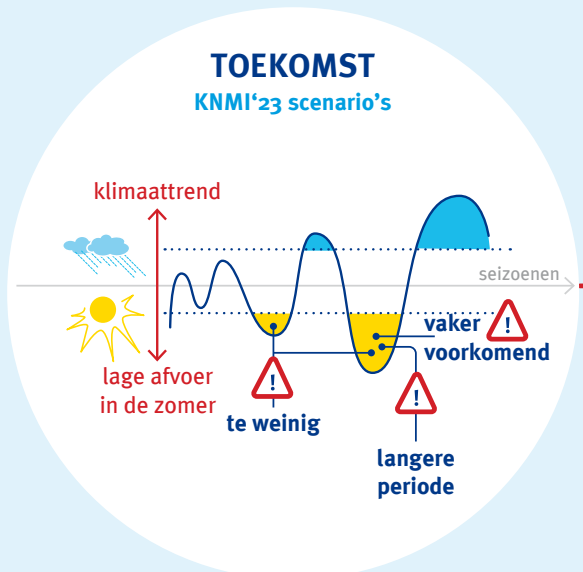 TOEKOMST
KNMI‘23 scenario’s
klimaattrend
seizoenen
vaker
voorkomend
!
lage afvoer
in de zomer
!
!
te weinig
langere
periode